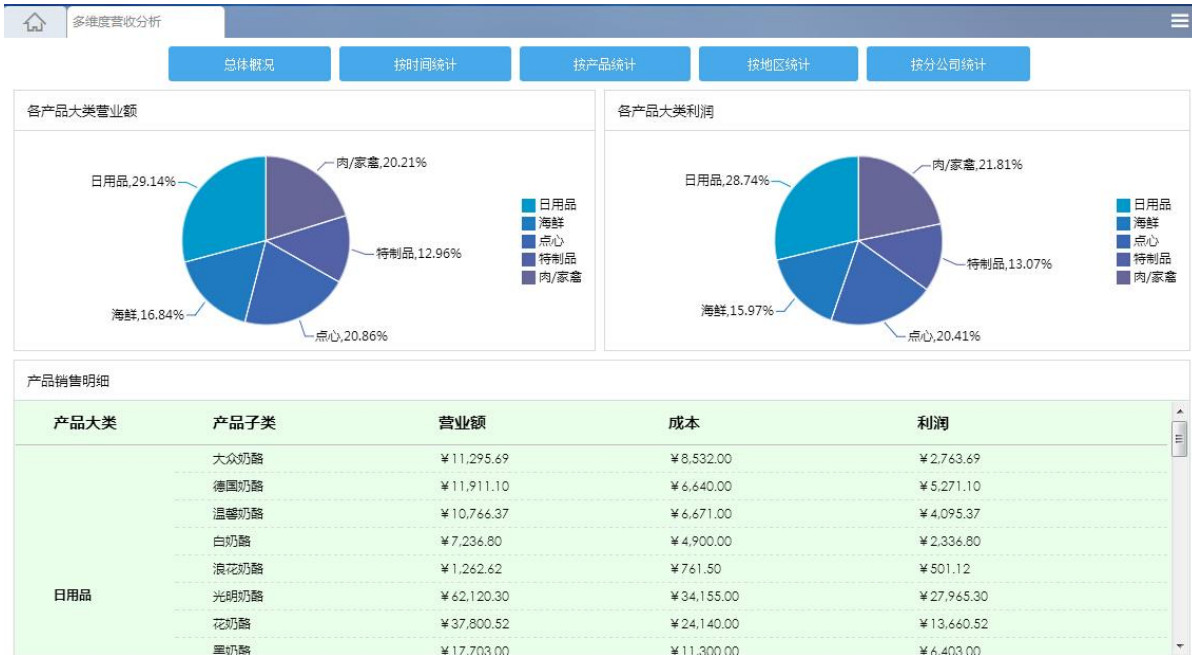 多维度营收分析
总体概况 按时间统计 按产品统计 按地区统计 按分公司统计
各产品大类营业额
肉/家禽,20.21%
日用品,29.14%
特制品,12.96%
海鲜,16.84%
点心,20.86%
日用品
海鲜
点心
特制品
肉/家禽
各产品大类利润
肉/家禽,21.81%
日用品,28.74%
特制品,13.07%
海鲜,15.97%
点心,20.41%
日用品
海鲜
点心
特制品
肉/家禽
产品销售明细
产品大类 产品子类 营业额 成本 利润
大众奶酪 ¥11,295.69 ¥8,532.00 ¥2,763.69
德国奶酪 ¥11,911.10 ¥6,640.00 ¥5,271.10
温馨奶酪 ¥10,766.37 ¥6,671.00 ¥4,095.37
白奶酪 ¥7,236.80 ¥4,900.00 ¥2,336.80
浪花奶酪 ¥1,262.62 ¥761.50 ¥501.12
日用品 光明奶酪 ¥62,120.30 ¥34,155.00 ¥27,965.30
花奶酪 ¥37,800.52 ¥24,140.00 ¥13,660.52
黑奶酪 ¥17,703.00 ¥11,300.00 ¥6,403.00